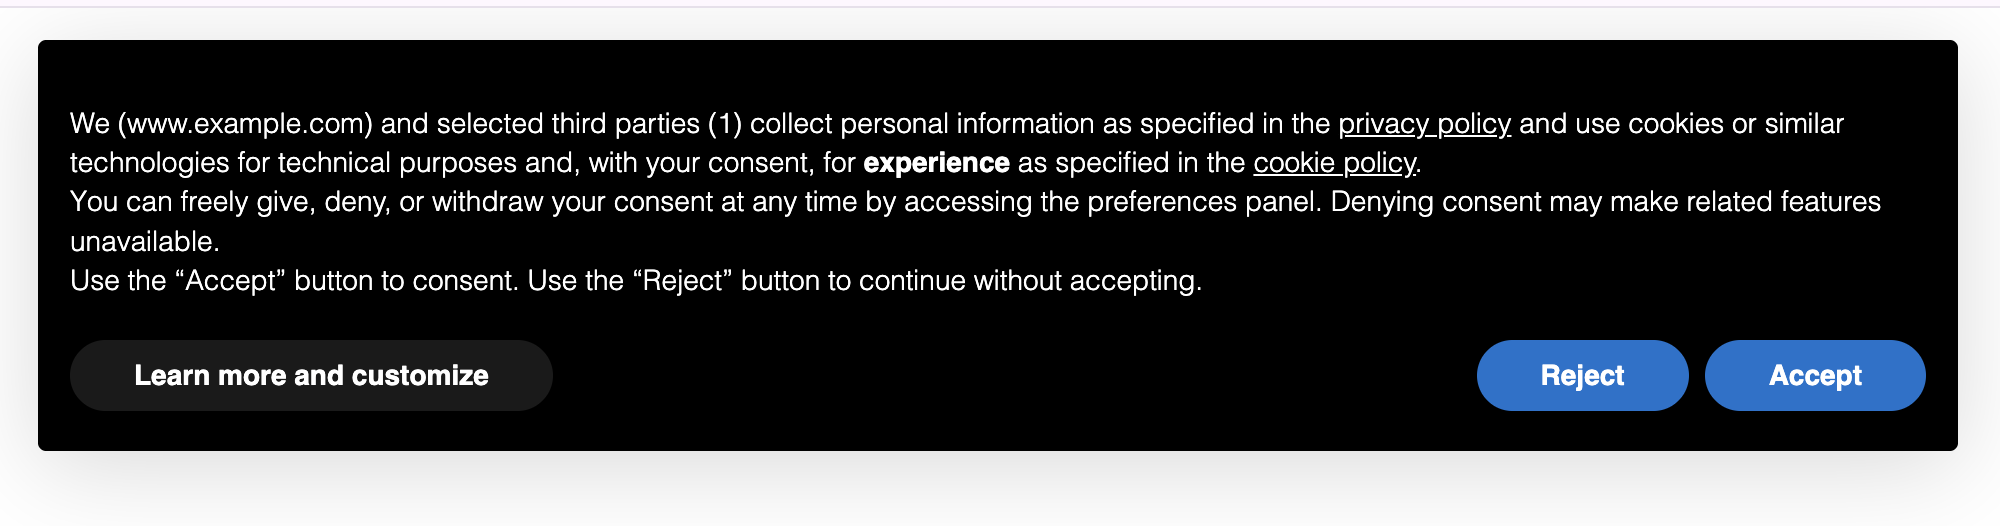 We (www.example.com) and selected third parties (1) collect personal information as specified in the privacy policy and use cookies or similar
technologies for technical purposes and, with your consent, for experience as specified in the cookie policy.
You can freely give, deny, or withdraw your consent at any time by accessing the preferences panel. Denying consent may make related features
unavailable.
Use the “Accept” button to consent. Use the “Reject” button to continue without accepting.
Learn more and customize
Reject
Accept